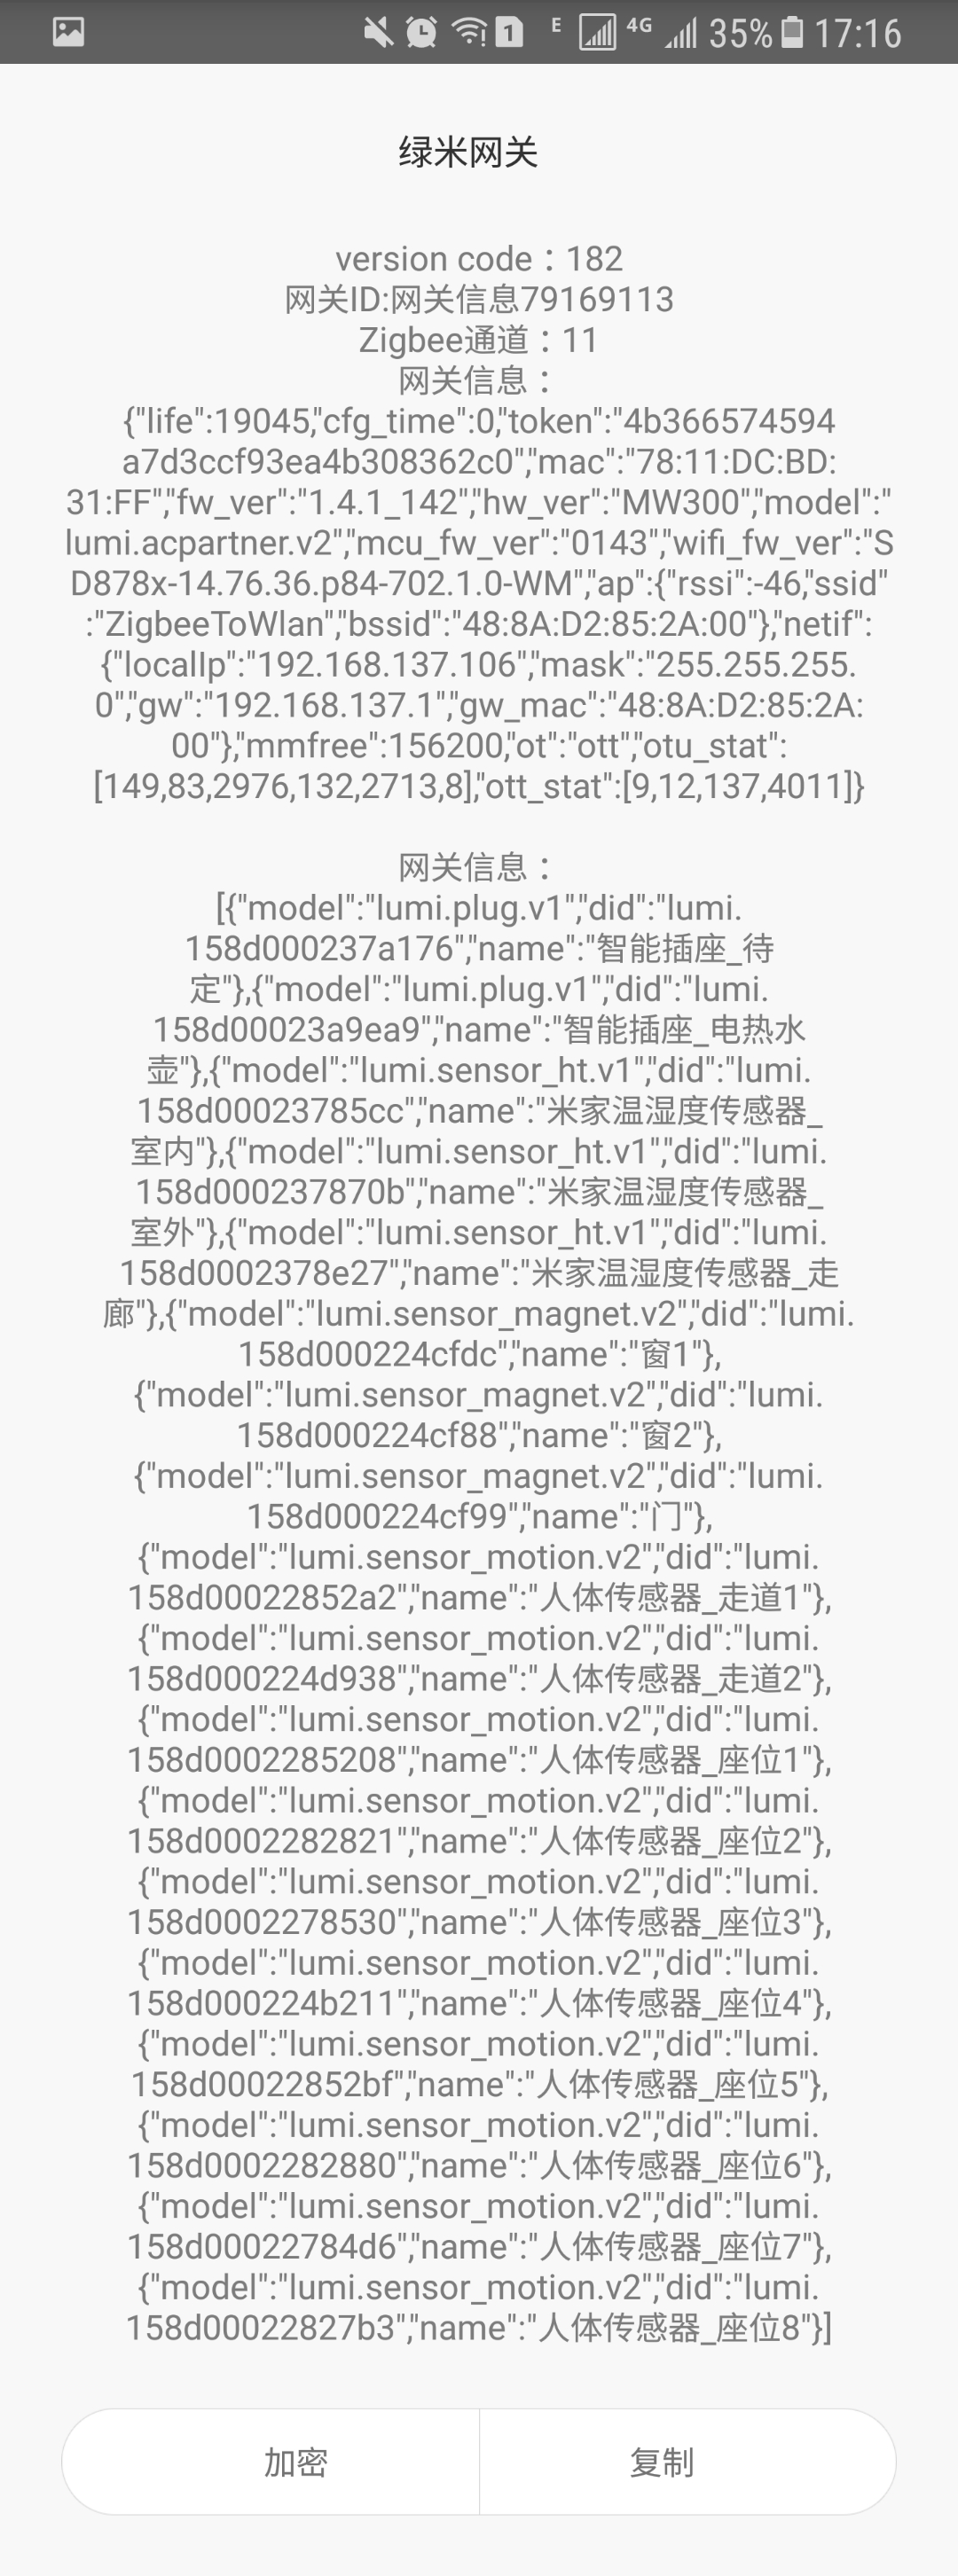 1 E 4G 35% 17:16
绿米网关
version code：182
网关ID:网关信息79169113
Zigbee通道：11
网关信息：
{"life":19045,"cfg_time":0,"token":"4b366574594
a7d3ccf93ea4b308362c0","mac":"78:11:DC:BD:
31:FF","fw_ver":"1.4.1_142","hw_ver":"MW300","model":"
lumi.acpartner.v2","mcu_fw_ver":"0143","wifi_fw_ver":"S
D878x-14.76.36.p84-702.1.0-WM","ap":{"rssi":-46,"ssid"
:"ZigbeeToWlan","bssid":"48:8A:D2:85:2A:00"},"netif":
{"localIp":"192.168.137.106","mask":"255.255.255.
0","gw":"192.168.137.1","gw_mac":"48:8A:D2:85:2A:
00"},"mmfree":156200,"ot":"ott","otu_stat":
[149,83,2976,132,2713,8],"ott_stat":[9,12,137,4011]}
网关信息：
[{"model":"lumi.plug.v1","did":"lumi.
158d000237a176","name":"智能插座_待
定"},{"model":"lumi.plug.v1","did":"lumi.
158d00023a9ea9","name":"智能插座_电热水
壶"},{"model":"lumi.sensor_ht.v1","did":"lumi.
158d00023785cc","name":"米家温湿度传感器_
室内"},{"model":"lumi.sensor_ht.v1","did":"lumi.
158d000237870b","name":"米家温湿度传感器_
室外"},{"model":"lumi.sensor_ht.v1","did":"lumi.
158d0002378e27","name":"米家温湿度传感器_走
廊"},{"model":"lumi.sensor_magnet.v2","did":"lumi.
158d000224cfdc","name":"窗1"},
{"model":"lumi.sensor_magnet.v2","did":"lumi.
158d000224cf88","name":"窗2"},
{"model":"lumi.sensor_magnet.v2","did":"lumi.
158d000224cf99","name":"门"},
{"model":"lumi.sensor_motion.v2","did":"lumi.
158d00022852a2","name":"人体传感器_走道1"},
{"model":"lumi.sensor_motion.v2","did":"lumi.
158d000224d938","name":"人体传感器_走道2"},
{"model":"lumi.sensor_motion.v2","did":"lumi.
158d0002285208","name":"人体传感器_座位1"},
{"model":"lumi.sensor_motion.v2","did":"lumi.
158d0002282821","name":"人体传感器_座位2"},
{"model":"lumi.sensor_motion.v2","did":"lumi.
158d0002278530","name":"人体传感器_座位3"},
{"model":"lumi.sensor_motion.v2","did":"lumi.
158d000224b211","name":"人体传感器_座位4"},
{"model":"lumi.sensor_motion.v2","did":"lumi.
158d00022852bf","name":"人体传感器_座位5"},
{"model":"lumi.sensor_motion.v2","did":"lumi.
158d0002282880","name":"人体传感器_座位6"},
{"model":"lumi.sensor_motion.v2","did":"lumi.
158d00022784d6","name":"人体传感器_座位7"},
{"model":"lumi.sensor_motion.v2","did":"lumi.
158d00022827b3","name":"人体传感器_座位8"}]
加密 复制